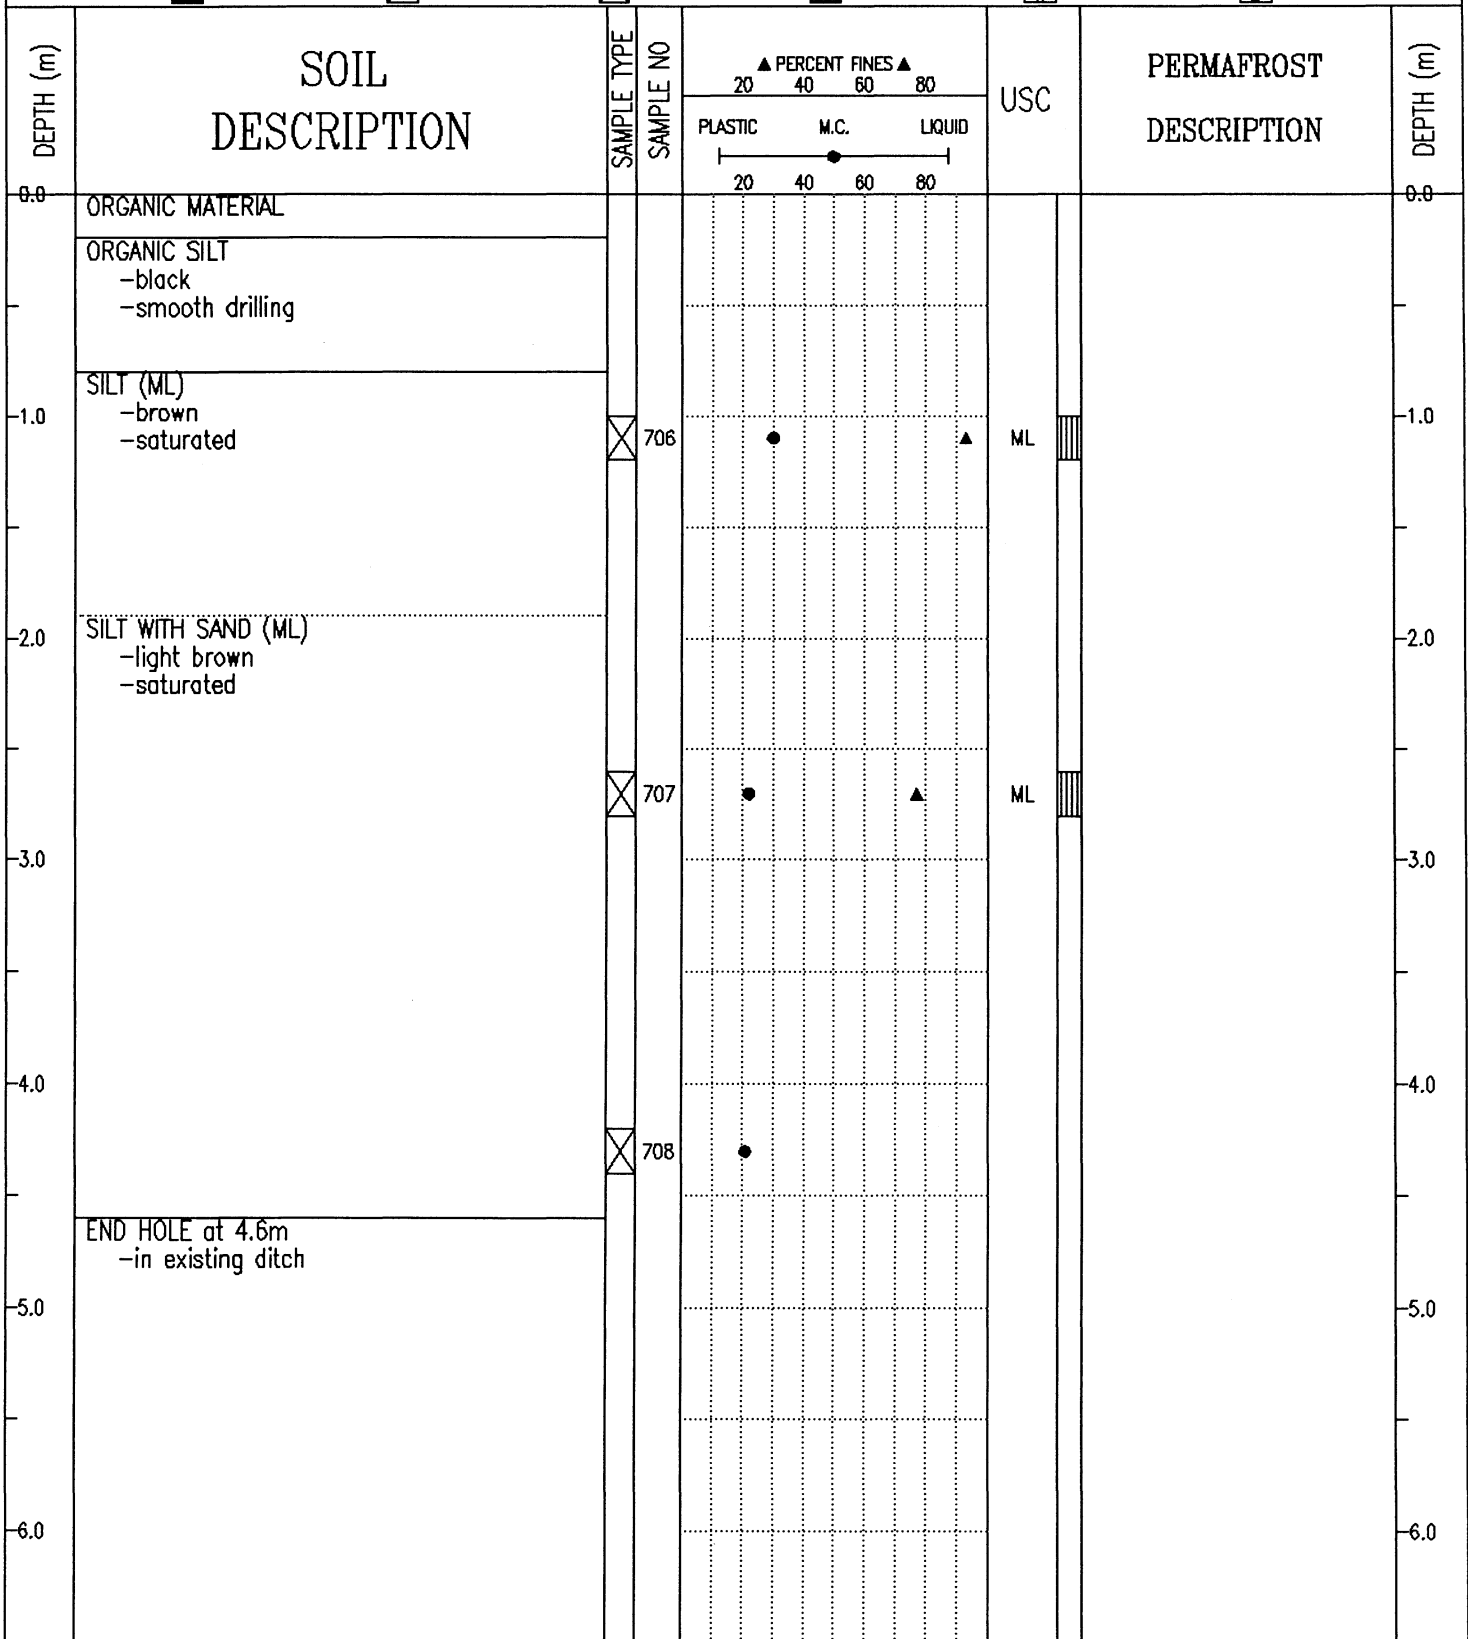 DEPTH (m)
SOIL
DESCRIPTION
SAMPLE TYPE
SAMPLE NO
▲ PERCENT FINES ▲
20 40 60 80
PLASTIC M.C. LIQUID
20 40 60 80
USC
PERMAFROST
DESCRIPTION
DEPTH (m)
0.0 0.0
ORGANIC MATERIAL
ORGANIC SILT
-black
-smooth drilling
SILT (ML)
-brown
1.0 1.0
-saturated
706 ML
SILT WITH SAND (ML)
2.0 2.0
-light brown
-saturated
707 ML
3.0 3.0
4.0 4.0
708
END HOLE at 4.6m
-in existing ditch
5.0 5.0
6.0 6.0